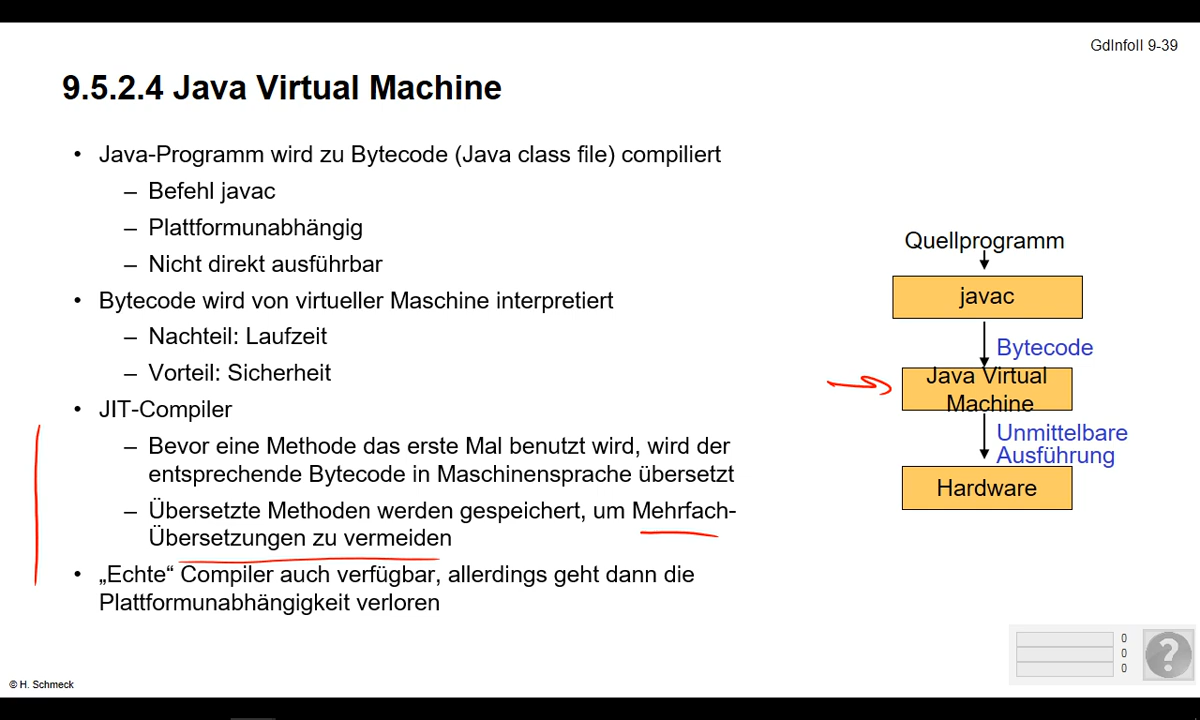 GdInfoII 9-39
9.5.2.4 Java Virtual Machine
• Java-Programm wird zu Bytecode (Java class file) compiliert
– Befehl javac
– Plattformunabhängig
– Nicht direkt ausführbar
• Bytecode wird von virtueller Maschine interpretiert
– Nachteil: Laufzeit
– Vorteil: Sicherheit
• JIT-Compiler
– Bevor eine Methode das erste Mal benutzt wird, wird der
entsprechende Bytecode in Maschinensprache übersetzt
– Übersetzte Methoden werden gespeichert, um Mehrfach-
Übersetzungen zu vermeiden
• „Echte“ Compiler auch verfügbar, allerdings geht dann die
Plattformunabhängigkeit verloren
Quellprogramm
javac
Bytecode
Java Virtual
Machine
Unmittelbare
Ausführung
Hardware
0
0
0
?
© H. Schmeck